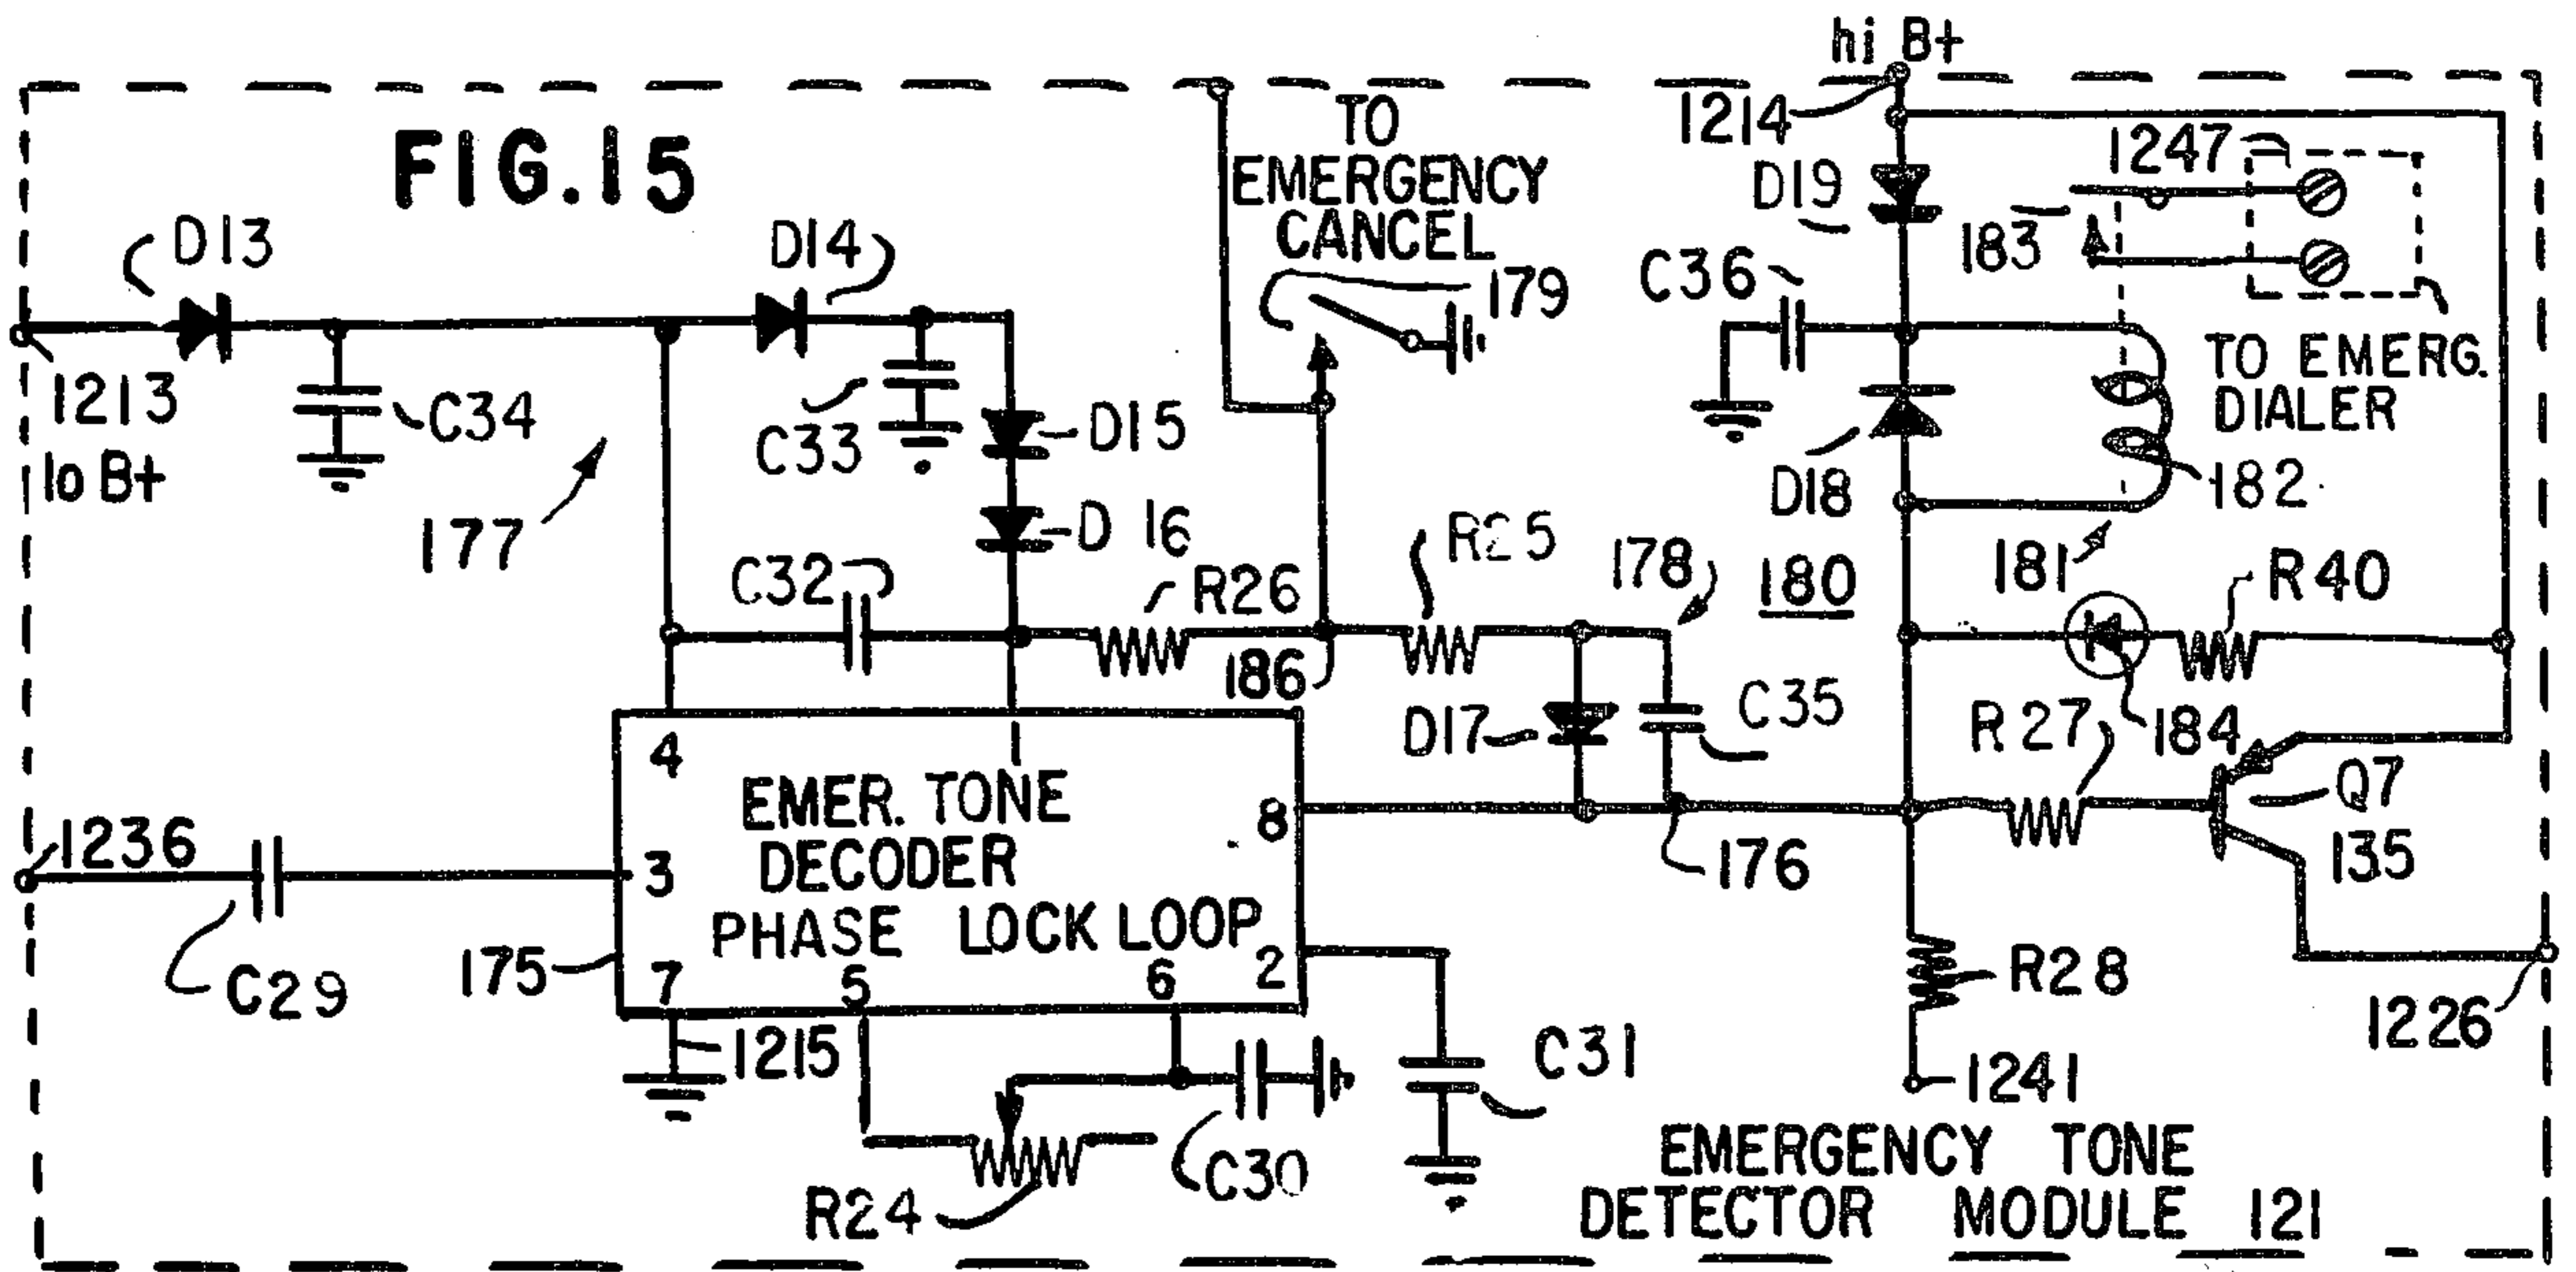 hi B+
1214
FIG.15
TO
EMERGENCY
CANCEL
179
D19
1247
183
D13
D14
C36
1213
lo B+
C34
C33
D15
TO EMERG.
DIALER
D18
182
177
D 16
C32
R26
R25
178
180
181
R40
186
D17
C35
R27
184
4
EMER. TONE
DECODER
PHASE LOCK LOOP
8
Q7
135
1236
3
176
C29
175
7
5
6
2
R28
1226
1215
C31
1241
C30
R24
EMERGENCY TONE
DETECTOR MODULE 121